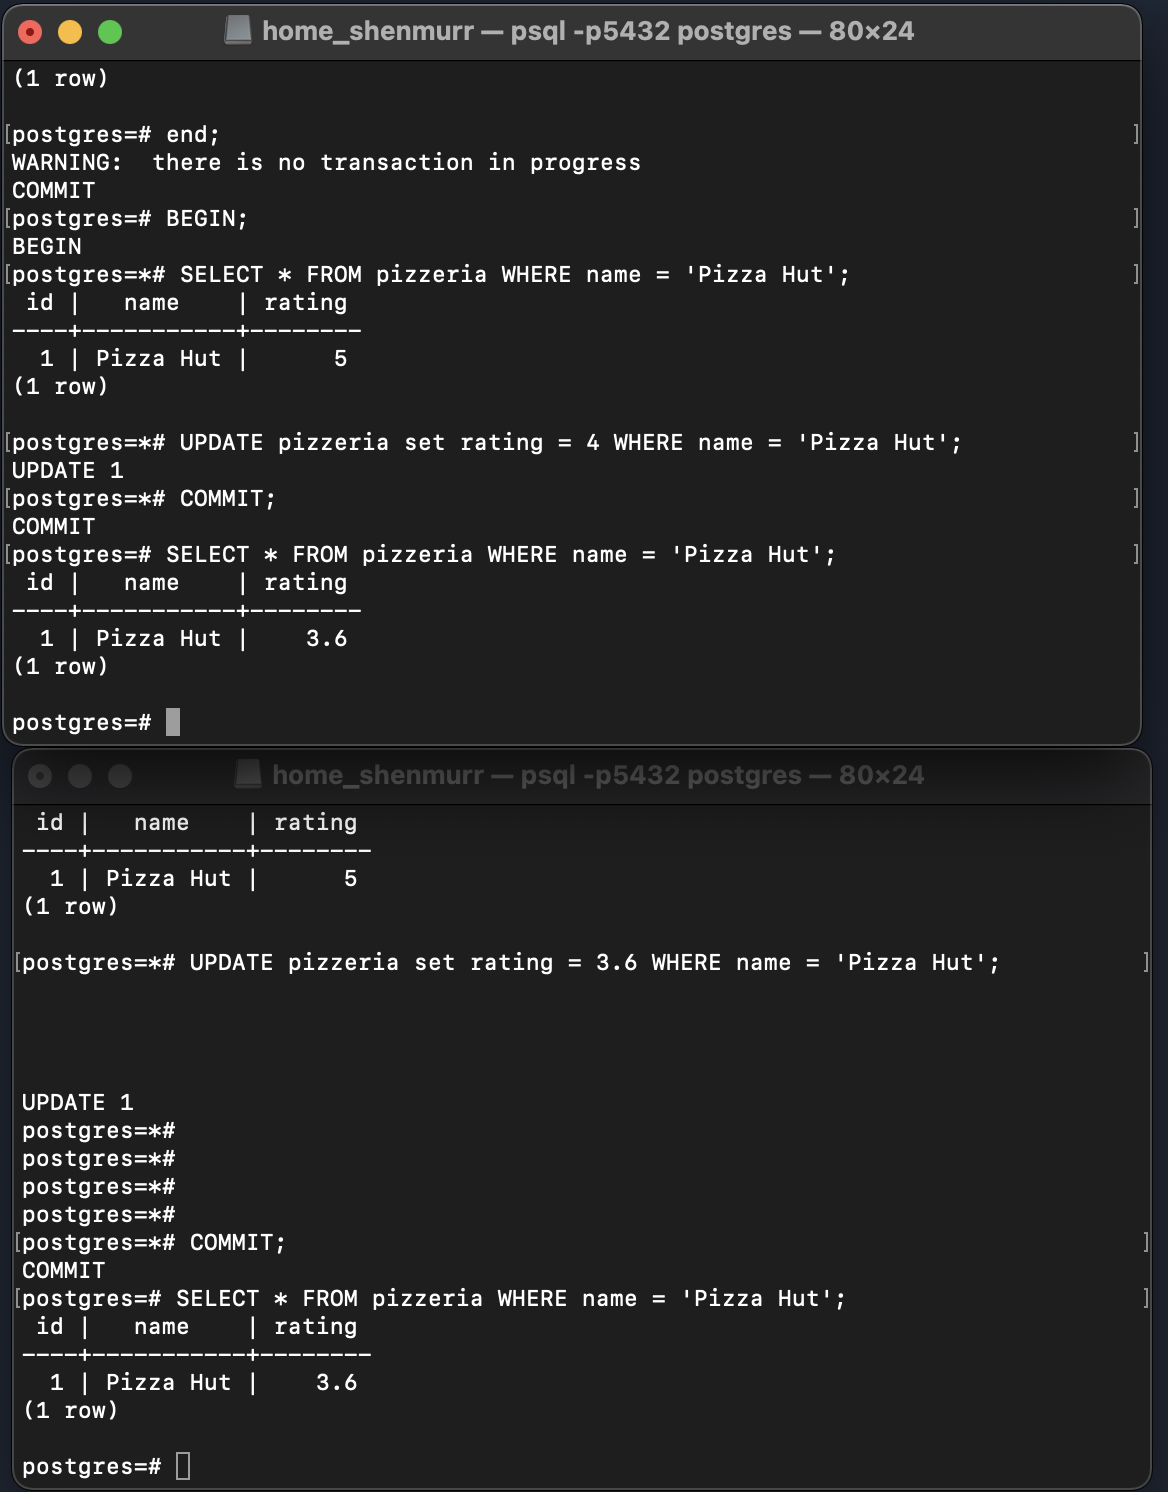 home_shenmurr — psql -p5432 postgres — 80×24
(1 row)
[postgres=# end; ]
WARNING:  there is no transaction in progress
COMMIT
[postgres=# BEGIN; ]
BEGIN
[postgres=*# SELECT * FROM pizzeria WHERE name = 'Pizza Hut'; ]
 id |   name    | rating
----+-----------+--------
  1 | Pizza Hut |      5
(1 row)
[postgres=*# UPDATE pizzeria set rating = 4 WHERE name = 'Pizza Hut'; ]
UPDATE 1
[postgres=*# COMMIT; ]
COMMIT
[postgres=# SELECT * FROM pizzeria WHERE name = 'Pizza Hut'; ]
 id |   name    | rating
----+-----------+--------
  1 | Pizza Hut |    3.6
(1 row)
postgres=#
home_shenmurr — psql -p5432 postgres — 80×24
 id |   name    | rating
----+-----------+--------
  1 | Pizza Hut |      5
(1 row)
[postgres=*# UPDATE pizzeria set rating = 3.6 WHERE name = 'Pizza Hut'; ]
UPDATE 1
postgres=*#
postgres=*#
postgres=*#
postgres=*#
[postgres=*# COMMIT; ]
COMMIT
[postgres=# SELECT * FROM pizzeria WHERE name = 'Pizza Hut'; ]
 id |   name    | rating
----+-----------+--------
  1 | Pizza Hut |    3.6
(1 row)
postgres=#